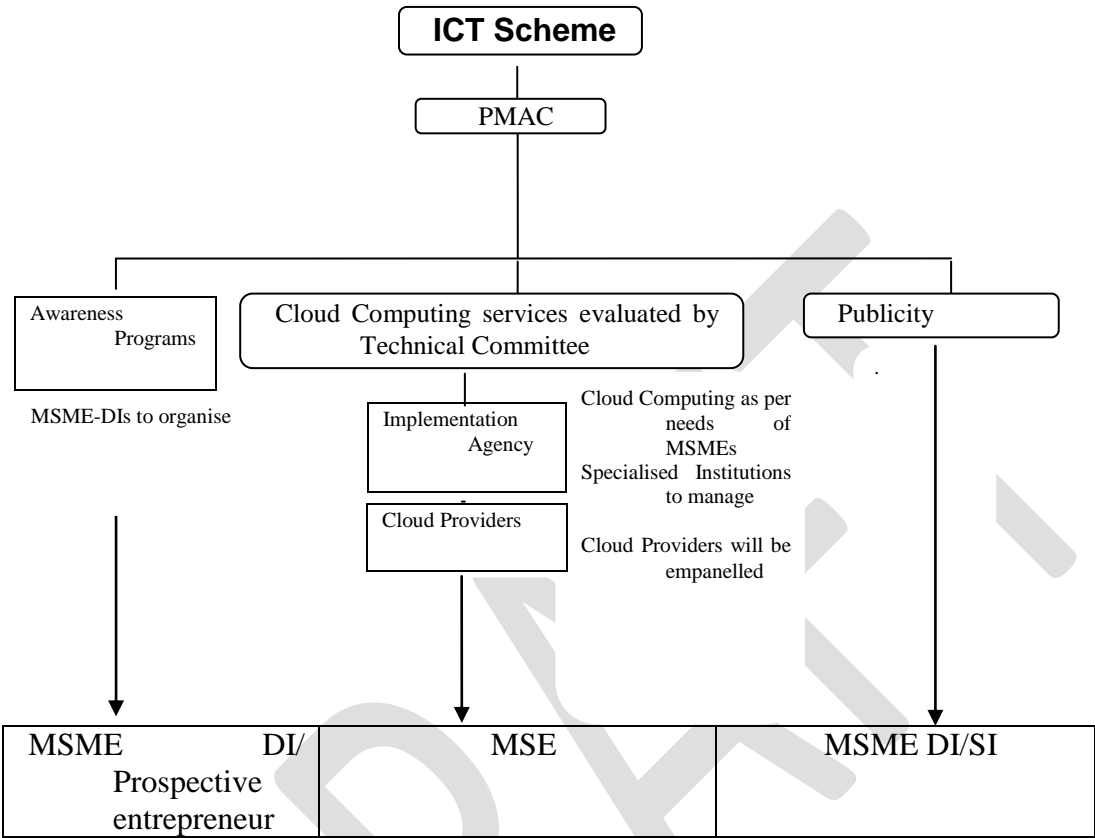 ICT Scheme
PMAC
Awareness
Programs
MSME-DIs to organise
Cloud Computing services evaluated by
Technical Committee
Implementation
Agency
Cloud Providers
Cloud Computing as per
needs of
MSMEs
Specialised Institutions
to manage
Cloud Providers will be
empanelled
Publicity
.
MSME DI/
Prospective
entrepreneur
MSE
MSME DI/SI
DRAFT